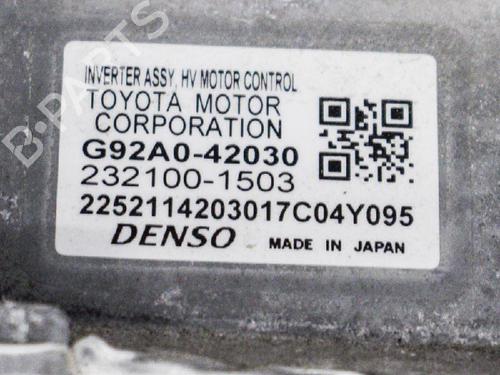 B-PARTS
INVERTER ASSY, HV MOTOR CONTROL
TOYOTA MOTOR
CORPORATION
G92A0-42030
232100-1503
2252114203017C04Y095
DENSO MADE IN JAPAN